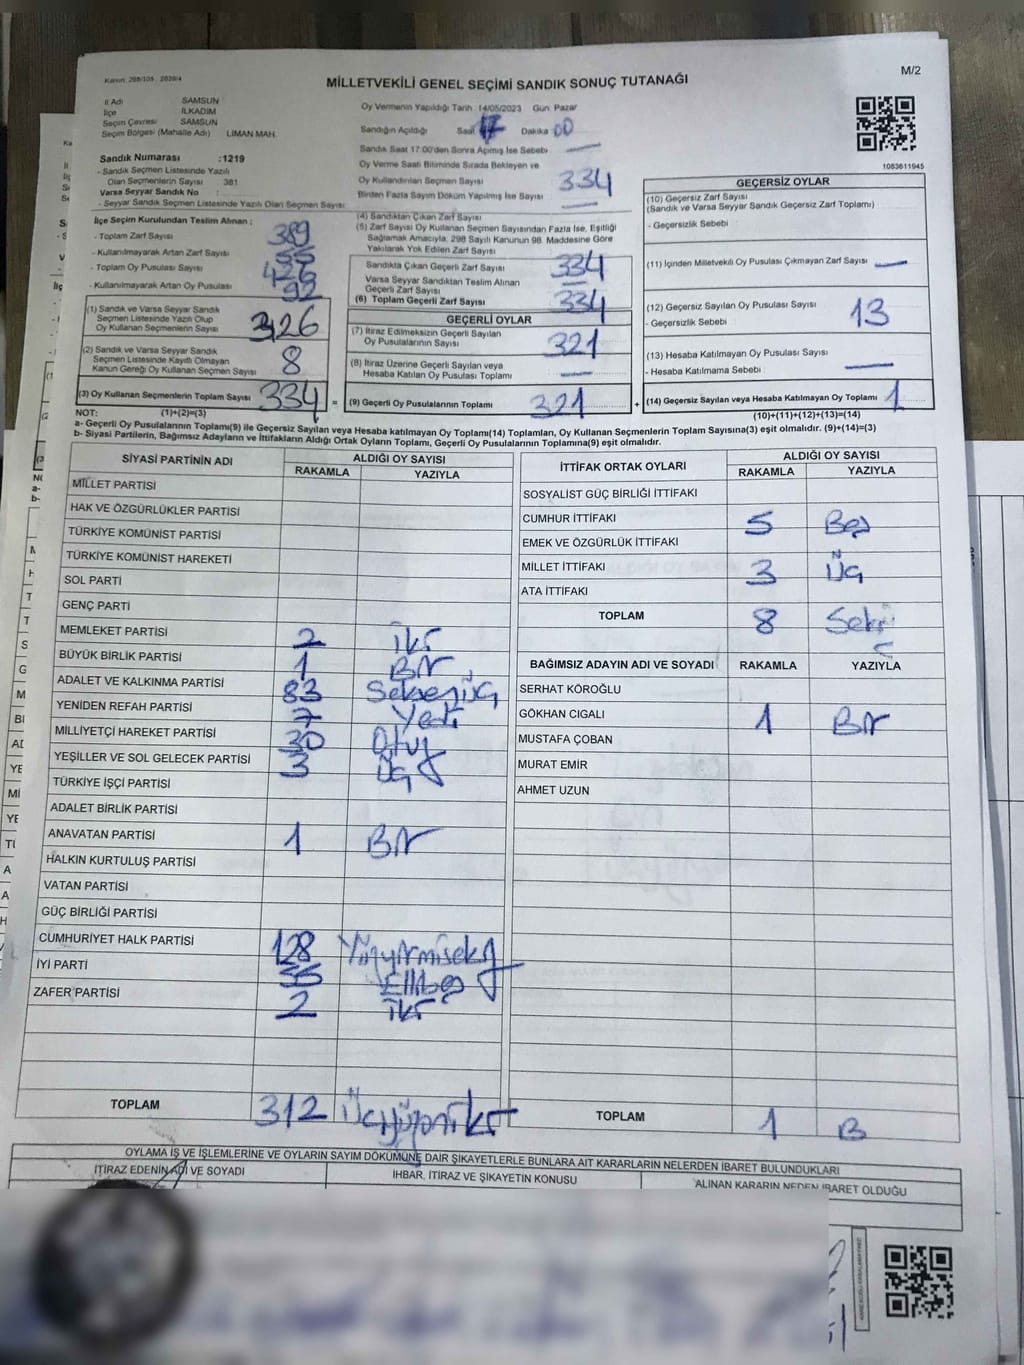 Kanun: 298/105 , 2839/4
MİLLETVEKİLİ GENEL SEÇİMİ SANDIK SONUÇ TUTANAĞI
M/2
İl Adı SAMSUN
İlçe İLKADIM
Seçim Çevresi SAMSUN
Seçim Bölgesi (Mahalle Adı) LİMAN MAH.
Sandık Numarası :1219
- Sandık Seçmen Listesinde Yazılı
Olan Seçmenlerin Sayısı 381
Varsa Seyyar Sandık No :
- Seyyar Sandık Seçmen Listesinde Yazılı Olan Seçmen Sayısı
Oy Vermenin Yapıldığı Tarih :14/05/2023 Gün: Pazar
Sandığın Açıldığı Saat 17 Dakika 00
Sandık Saat 17:00'den Sonra Açılmış İse Sebebi —
Oy Verme Saati Bitiminde Sırada Bekleyen ve
Oy Kullandırılan Seçmen Sayısı 334
Birden Fazla Sayım Döküm Yapılmış İse Sayısı —
1083611945
İlçe Seçim Kurulundan Teslim Alınan :
- Toplam Zarf Sayısı 389
- Kullanılmayarak Artan Zarf Sayısı 55
- Toplam Oy Pusulası Sayısı 426
- Kullanılmayarak Artan Oy Pusulası 92
(1) Sandık ve Varsa Seyyar Sandık
Seçmen Listesinde Yazılı Olup
Oy Kullanan Seçmenlerin Sayısı 326
(2) Sandık ve Varsa Seyyar Sandık
Seçmen Listesinde Kayıtlı Olmayan
Kanun Gereği Oy Kullanan Seçmen Sayısı 8
(3) Oy Kullanan Seçmenlerin Toplam Sayısı 334 =
(4) Sandıktan Çıkan Zarf Sayısı
(5) Zarf Sayısı Oy Kullanan Seçmen Sayısından Fazla İse, Eşitliği
Sağlamak Amacıyla, 298 Sayılı Kanunun 98. Maddesine Göre
Yakılarak Yok Edilen Zarf Sayısı
Sandıkta Çıkan Geçerli Zarf Sayısı 334
Varsa Seyyar Sandıktan Teslim Alınan
Geçerli Zarf Sayısı —
(6) Toplam Geçerli Zarf Sayısı 334
GEÇERLİ OYLAR
(7) İtiraz Edilmeksizin Geçerli Sayılan
Oy Pusulalarının Sayısı 321
(8) İtiraz Üzerine Geçerli Sayılan veya
Hesaba Katılan Oy Pusulası Toplamı —
(9) Geçerli Oy Pusulalarının Toplamı 321 +
GEÇERSİZ OYLAR
(10) Geçersiz Zarf Sayısı
(Sandık ve Varsa Seyyar Sandık Geçersiz Zarf Toplamı)
- Geçersizlik Sebebi
(11) İçinden Milletvekili Oy Pusulası Çıkmayan Zarf Sayısı —
(12) Geçersiz Sayılan Oy Pusulası Sayısı 13
- Geçersizlik Sebebi
(13) Hesaba Katılmayan Oy Pusulası Sayısı
- Hesaba Katılmama Sebebi —
(14) Geçersiz Sayılan veya Hesaba Katılmayan Oy Toplamı 1
NOT: (1)+(2)=(3) (10)+(11)+(12)+(13)=(14)
a- Geçerli Oy Pusulalarının Toplamı(9) ile Geçersiz Sayılan veya Hesaba katılmayan Oy Toplamı(14) Toplamları, Oy Kullanan Seçmenlerin Toplam Sayısına(3) eşit olmalıdır. (9)+(14)=(3)
b- Siyasi Partilerin, Bağımsız Adayların ve İttifakların Aldığı Ortak Oyların Toplamı, Geçerli Oy Pusulalarının Toplamına(9) eşit olmalıdır.
SİYASİ PARTİNİN ADI ALDIĞI OY SAYISI
RAKAMLA YAZIYLA
MİLLET PARTİSİ
HAK VE ÖZGÜRLÜKLER PARTİSİ
TÜRKİYE KOMÜNİST PARTİSİ
TÜRKİYE KOMÜNİST HAREKETİ
SOL PARTİ
GENÇ PARTİ
MEMLEKET PARTİSİ 2 iki
BÜYÜK BİRLİK PARTİSİ 1 Bir
ADALET VE KALKINMA PARTİSİ 83 Seksenüç
YENİDEN REFAH PARTİSİ 7 Yedi
MİLLİYETÇİ HAREKET PARTİSİ 30 Otuz
YEŞİLLER VE SOL GELECEK PARTİSİ 3 Üç
TÜRKİYE İŞÇİ PARTİSİ
ADALET BİRLİK PARTİSİ
ANAVATAN PARTİSİ 1 Bir
HALKIN KURTULUŞ PARTİSİ
VATAN PARTİSİ
GÜÇ BİRLİĞİ PARTİSİ
CUMHURİYET HALK PARTİSİ 128 Yüzyirmisekiz
İYİ PARTİ 55 Ellibeş
ZAFER PARTİSİ 2 iki
TOPLAM 312 Üçyüzoniki
İTTİFAK ORTAK OYLARI ALDIĞI OY SAYISI
RAKAMLA YAZIYLA
SOSYALİST GÜÇ BİRLİĞİ İTTİFAKI
CUMHUR İTTİFAKI 5 Beş
EMEK VE ÖZGÜRLÜK İTTİFAKI
MİLLET İTTİFAKI 3 Üç
ATA İTTİFAKI
TOPLAM 8 Sekiz
BAĞIMSIZ ADAYIN ADI VE SOYADI RAKAMLA YAZIYLA
SERHAT KÖROĞLU
GÖKHAN CIGALI 1 Bir
MUSTAFA ÇOBAN
MURAT EMİR
AHMET UZUN
TOPLAM 1 B
OYLAMA İŞ VE İŞLEMLERİNE VE OYLARIN SAYIM DÖKÜMÜNE DAİR ŞİKAYETLERLE BUNLARA AİT KARARLARIN NELERDEN İBARET BULUNDUKLARI
İTİRAZ EDENİN ADI VE SOYADI İHBAR, İTİRAZ VE ŞİKAYETİN KONUSU ALINAN KARARIN NEDEN İBARET OLDUĞU